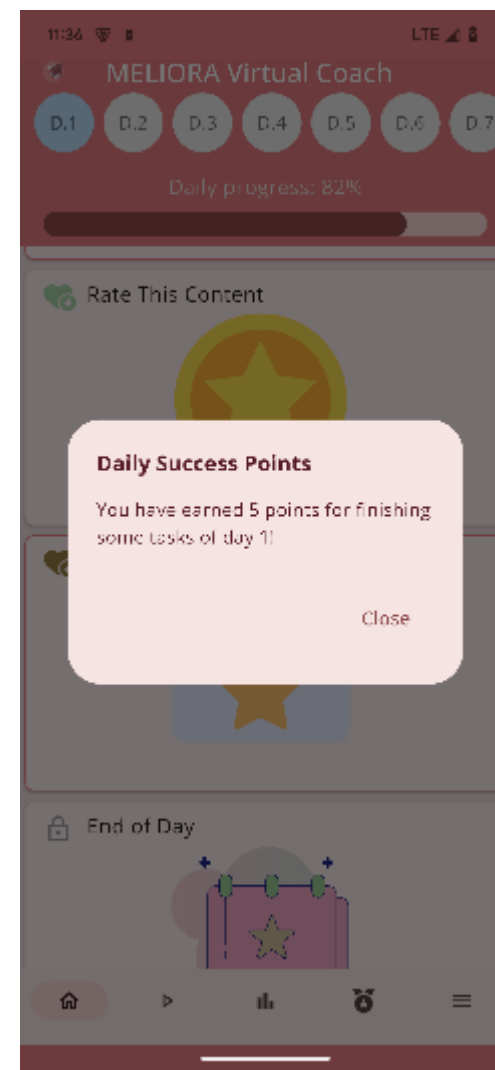 11:36
LTE
MELIORA Virtual Coach
D.1 D.2 D.3 D.4 D.5 D.6 D.7
Daily progress: 82%
Rate This Content
Daily Success Points
You have earned 5 points for finishing
some tasks of day 1!
Close
End of Day